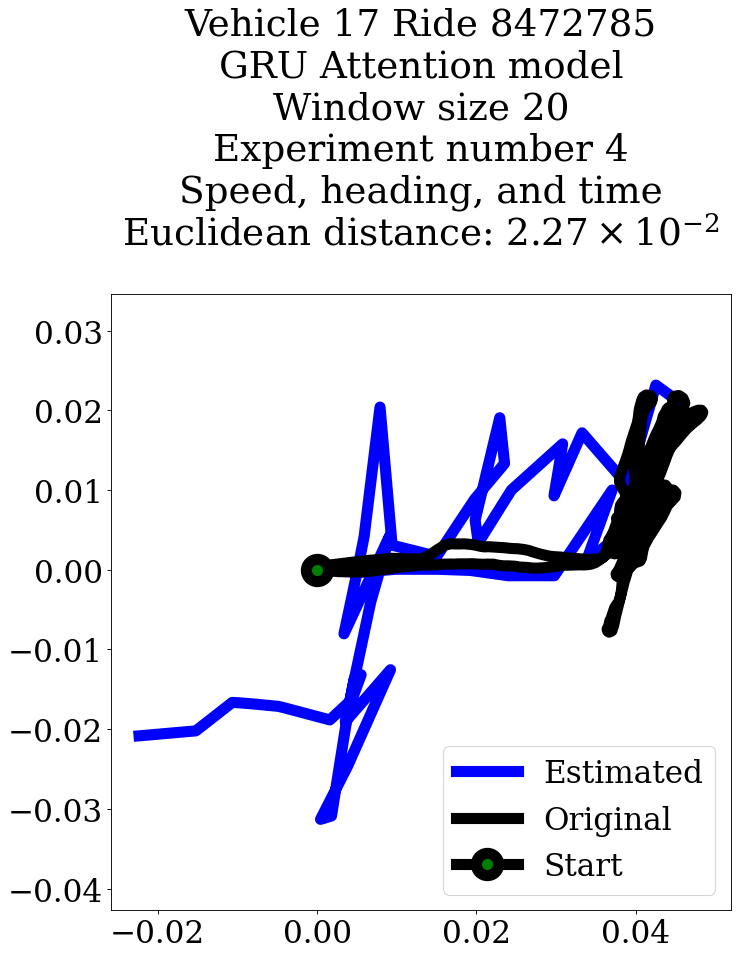 Vehicle 17 Ride 8472785
GRU Attention model
Window size 20
Experiment number 4
Speed, heading, and time
Euclidean distance: 2.27 × 10⁻²
0.03
0.02
0.01
0.00
−0.01
−0.02
−0.03
−0.04
Estimated
Original
Start
−0.02 0.00 0.02 0.04